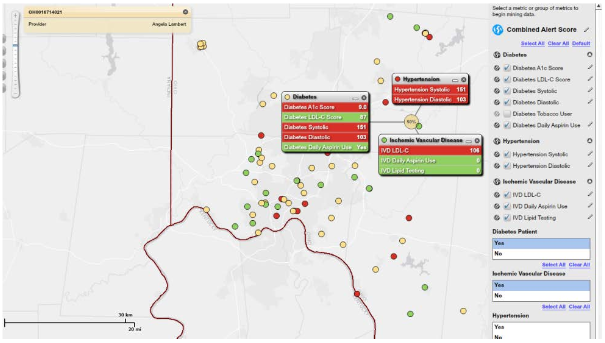 OX0018714021
Provider Angela Lambert
Diabetes
Diabetes A1c Score 9.0
Diabetes LDL-C Score 87
Diabetes Systolic 151
Diabetes Diastolic 103
Diabetes Daily Aspirin Use Yes
Hypertension
Hypertension Systolic 151
Hypertension Diastolic 103
Ischemic Vascular Disease
IVD LDL-C 106
IVD Daily Aspirin Use
IVD Lipid Testing
30 km
20 mi
Select a metric or group of metrics to
begin mining data.
Combined Alert Score
Select All Clear All Default
Diabetes
Diabetes A1c Score
Diabetes LDL-C Score
Diabetes Systolic
Diabetes Diastolic
Diabetes Tobacco User
Diabetes Daily Aspirin Use
Hypertension
Hypertension Systolic
Hypertension Diastolic
Ischemic Vascular Disease
IVD LDL-C
IVD Daily Aspirin Use
IVD Lipid Testing
Diabetes Patient
Yes
No
Select All Clear All
Ischemic Vascular Disease
Yes
No
Select All Clear All
Hypertension
Yes
No